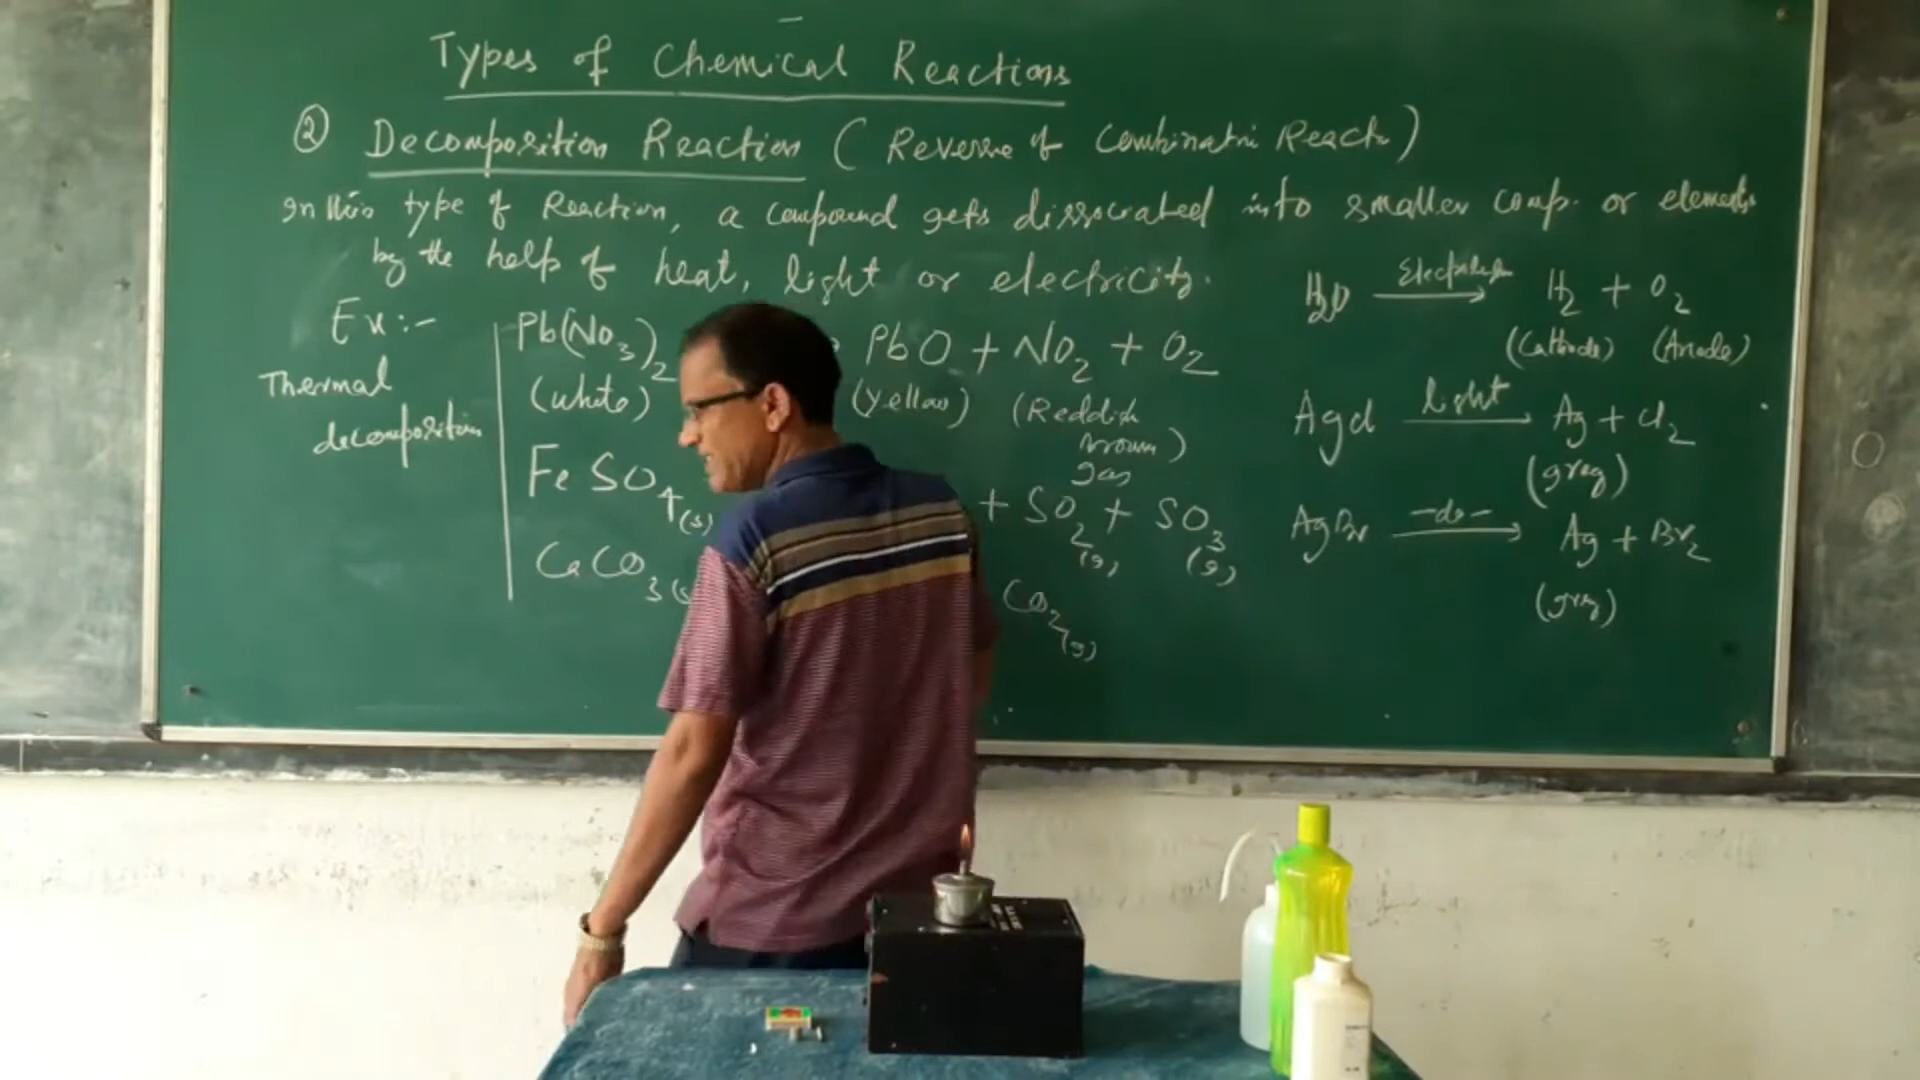 Types of Chemical Reactions
② Decomposition Reaction (Reverse of Combinatn Reactn)
In this type of Reaction, a compound gets dissociated into smaller comp. or elements
by the help of heat, light or electricity.
Ex:-
Thermal
decomposition
Pb(NO3)2 PbO + NO2 + O2
(white) (yellow) (Reddish
brown)
gas
FeSO4(s) + SO2(g) + SO3(g)
CaCO3(s CO2(g)
H2O → H2 + O2
(Cathode) (Anode)
AgCl light → Ag + Cl2
(grey)
AgBr -do- → Ag + Br2
(grey)